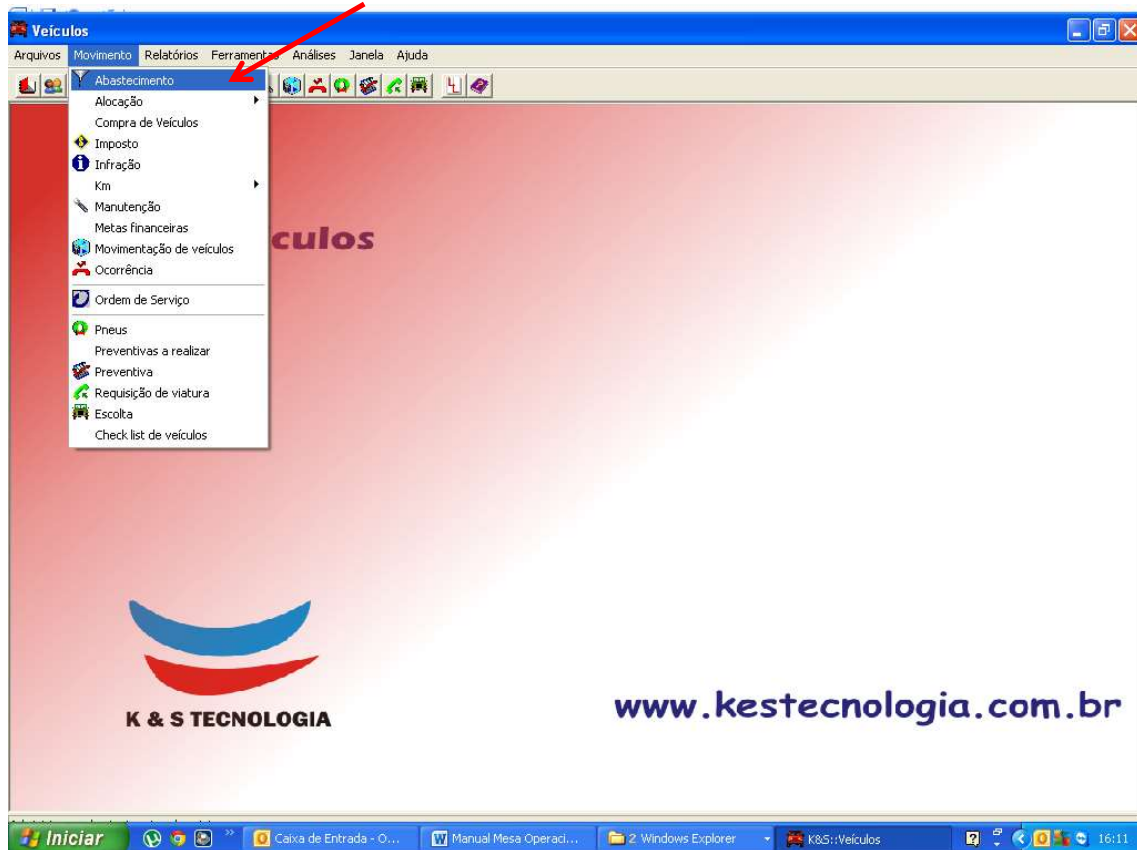 Veículos
Arquivos Movimento Relatórios Ferramentas Análises Janela Ajuda
Abastecimento
Alocação
Compra de Veículos
Imposto
Infração
Km
Manutenção
Metas financeiras
Movimentação de veículos
Ocorrência
Ordem de Serviço
Pneus
Preventivas a realizar
Preventiva
Requisição de viatura
Escolta
Check list de veículos
culos
K & S TECNOLOGIA
www.kestecnologia.com.br
Iniciar
Caixa de Entrada - O...
Manual Mesa Operaci...
2 Windows Explorer
K&S::Veículos
16:11